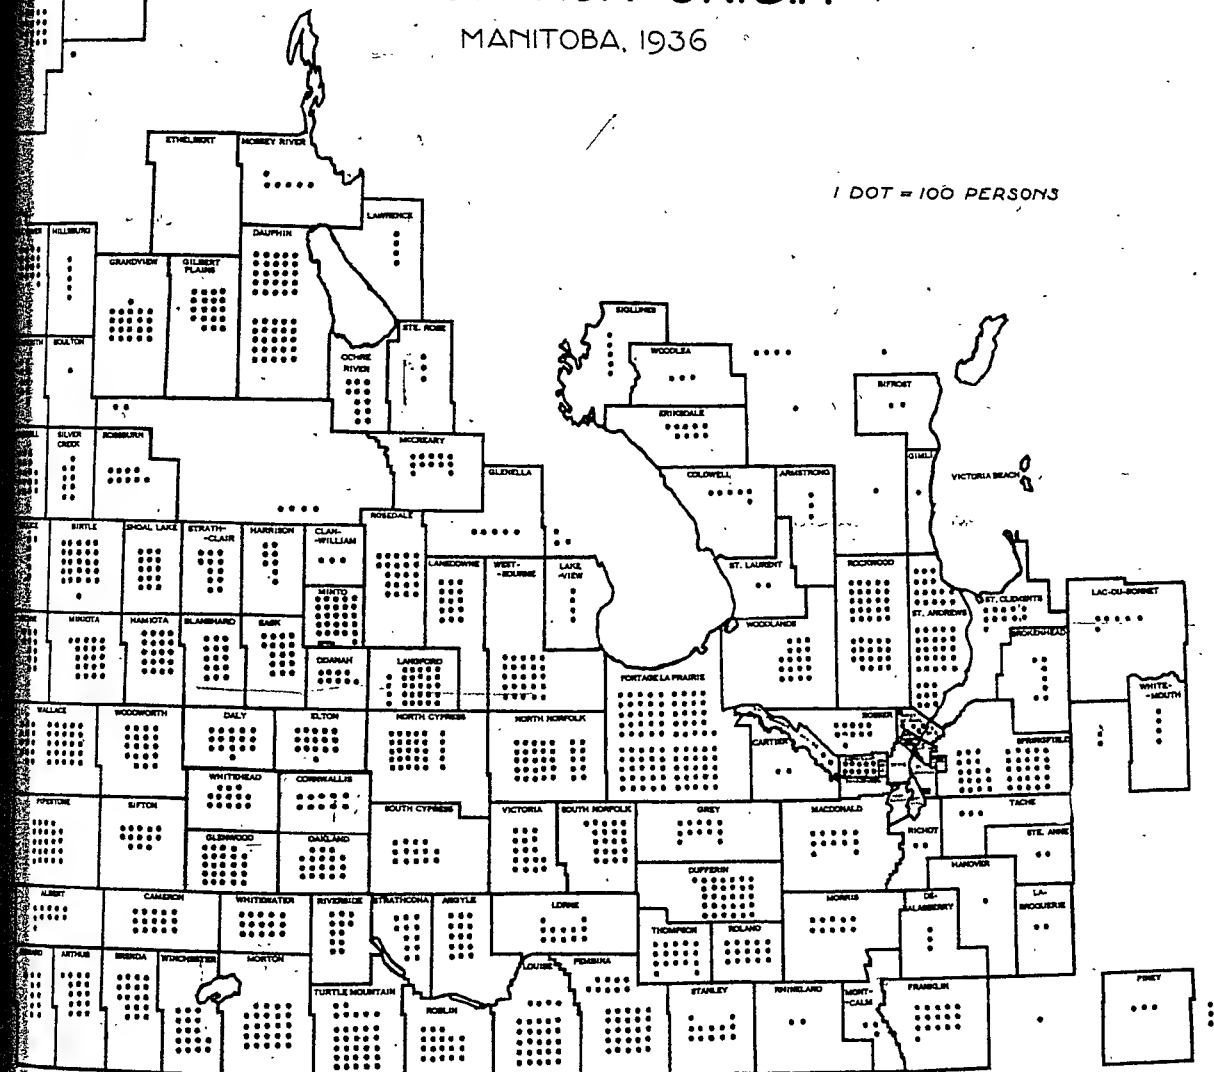 MANITOBA, 1936
1 DOT = 100 PERSONS
ETHELBERT
MOSSEY RIVER
LAWRENCE
HILLSBURG
DAUPHIN
GRANDVIEW
GILBERT
PLAINS
STE. ROSE
OCHRE
RIVER
BOULTON
SIGLUNES
WOODLEA
BIFROST
ERIKSDALE
SILVER
CREEK
ROSSBURN
MCCREARY
GLENELLA
COLDWELL
ARMSTRONG
GIMLI
VICTORIA BEACH
ROSEDALE
BIRTLE
SHOAL LAKE
STRATH-
-CLAIR
HARRISON
CLAN-
-WILLIAM
LANSDOWNE
WEST-
-BOURNE
LAKE
-VIEW
ST. LAURENT
ROCKWOOD
ST. ANDREWS
ST. CLEMENTS
LAC-DU-BONNET
MINTO
MINIOTA
HAMIOTA
BLANSHARD
SASK
ODANAH
LANGFORD
WOODLANDS
BROKENHEAD
PORTAGE LA PRAIRIE
WHITE-
-MOUTH
WALLACE
WOODWORTH
DALY
ELTON
NORTH CYPRESS
NORTH NORFOLK
CARTIER
ROSSER
SPRINGFIELD
WHITEHEAD
CORNWALLIS
PIPESTONE
SIFTON
SOUTH CYPRESS
VICTORIA
SOUTH NORFOLK
GREY
MACDONALD
TACHE
GLENWOOD
OAKLAND
RICHOT
STE. ANNE
DUFFERIN
HANOVER
ALBERT
CAMERON
WHITEWATER
RIVERSIDE
STRATHCONA
ARGYLE
LORNE
MORRIS
DE-
SALABERRY
LA-
BROQUERIE
THOMPSON
ROLAND
ARTHUR
BRENDA
WINCHESTER
MORTON
LOUISE
PEMBINA
TURTLE MOUNTAIN
ROBLIN
STANLEY
RHINELAND
MONT-
-CALM
FRANKLIN
PINEY